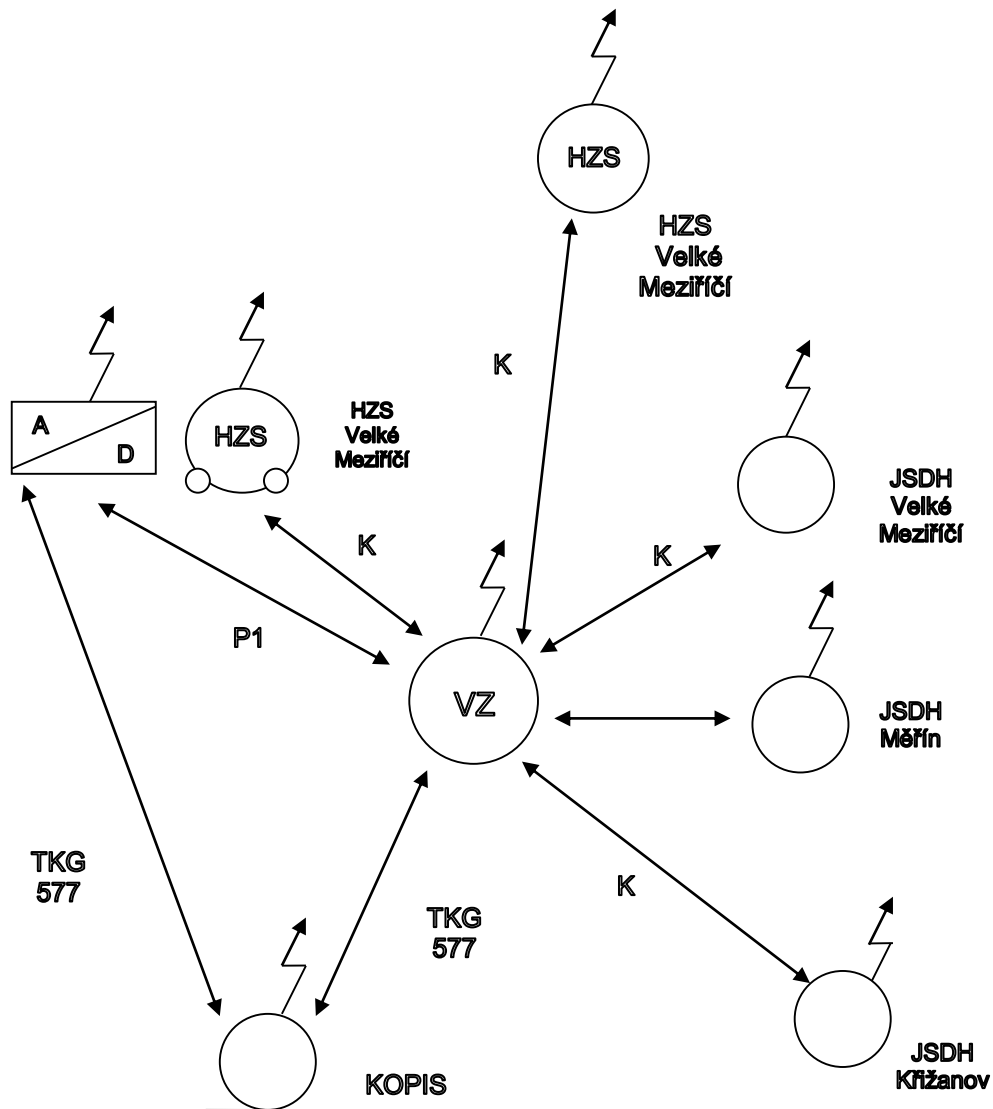 HZS
HZS
Velké
Meziříčí
K
A
D
HZS
HZS
Velké
Meziříčí
JSDH
Velké
Meziříčí
K
K
P1
VZ
JSDH
Měřín
TKG
577
K
TKG
577
KOPIS
JSDH
Křižanov